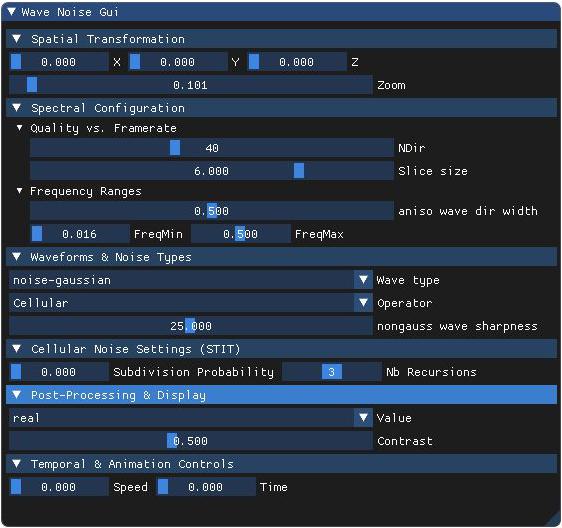 Wave Noise Gui
Spatial Transformation
0.000 X 0.000 Y 0.000 Z
0.101 Zoom
Spectral Configuration
Quality vs. Framerate
40 NDir
6.000 Slice size
Frequency Ranges
0.500 aniso wave dir width
0.016 FreqMin 0.500 FreqMax
Waveforms & Noise Types
noise-gaussian Wave type
Cellular Operator
25.000 nongauss wave sharpness
Cellular Noise Settings (STIT)
0.000 Subdivision Probability 3 Nb Recursions
Post-Processing & Display
real Value
0.500 Contrast
Temporal & Animation Controls
0.000 Speed 0.000 Time